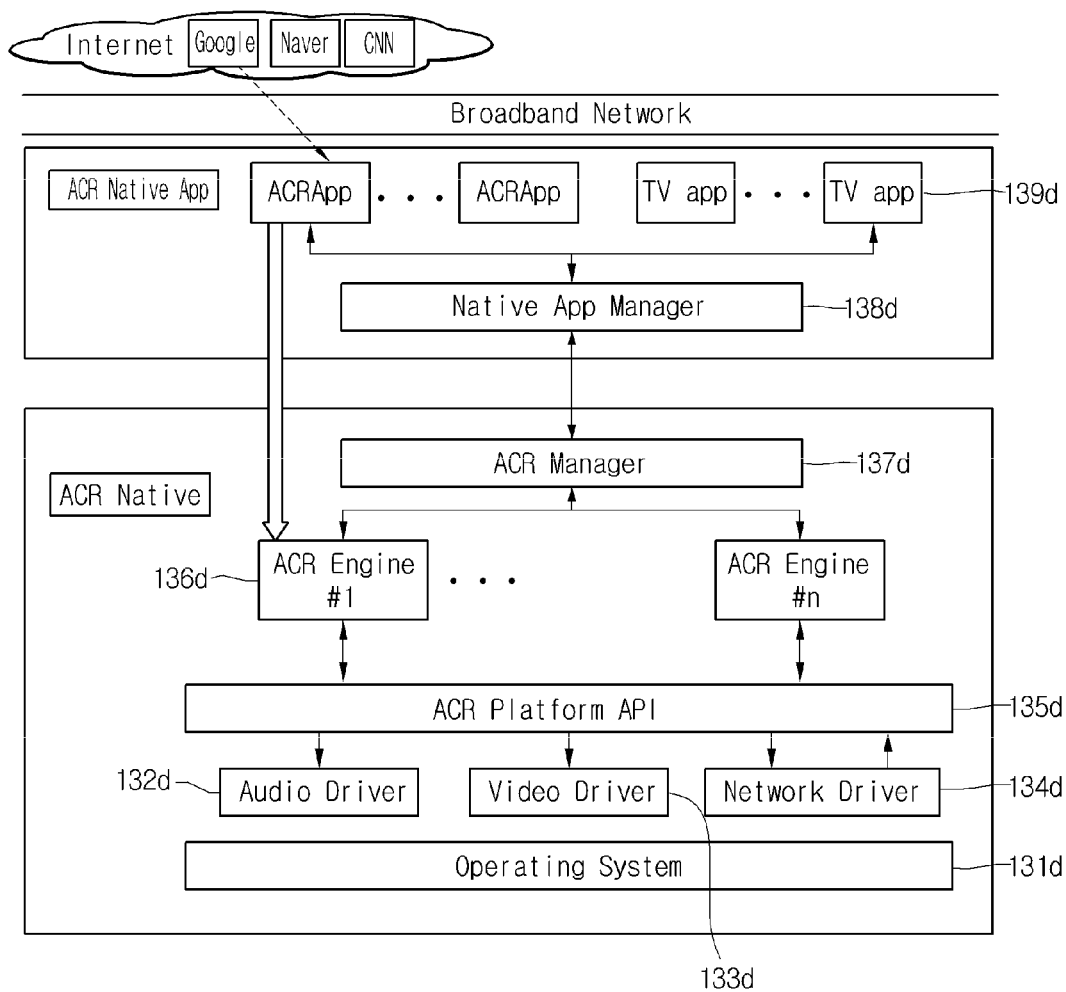 Internet Google Naver CNN
Broadband Network
ACR Native App
ACRApp • • • ACRApp TV app • • • TV app 139d
Native App Manager 138d
ACR Manager 137d
ACR Native
136d ACR Engine #1 • • • ACR Engine #n
ACR Platform API 135d
132d Audio Driver Video Driver Network Driver 134d
Operating System 131d
133d